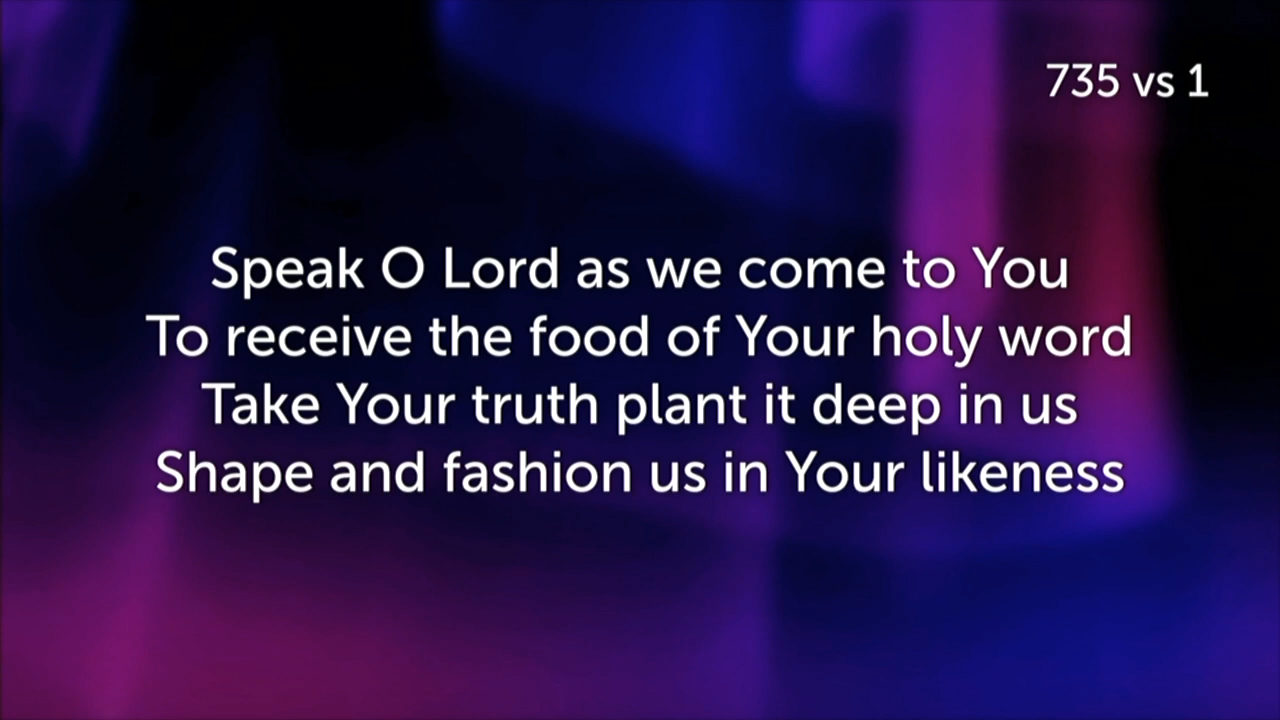 735 vs 1
Speak O Lord as we come to You
To receive the food of Your holy word
Take Your truth plant it deep in us
Shape and fashion us in Your likeness